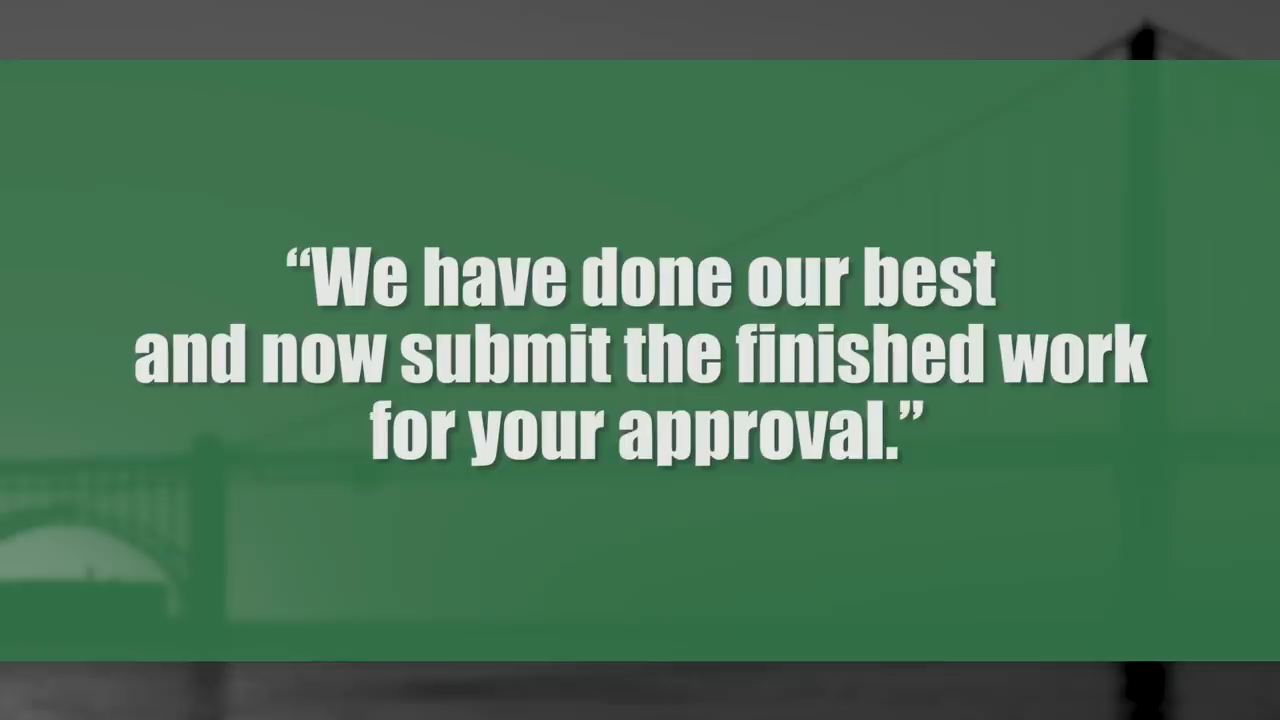 “We have done our best
and now submit the finished work
for your approval.”